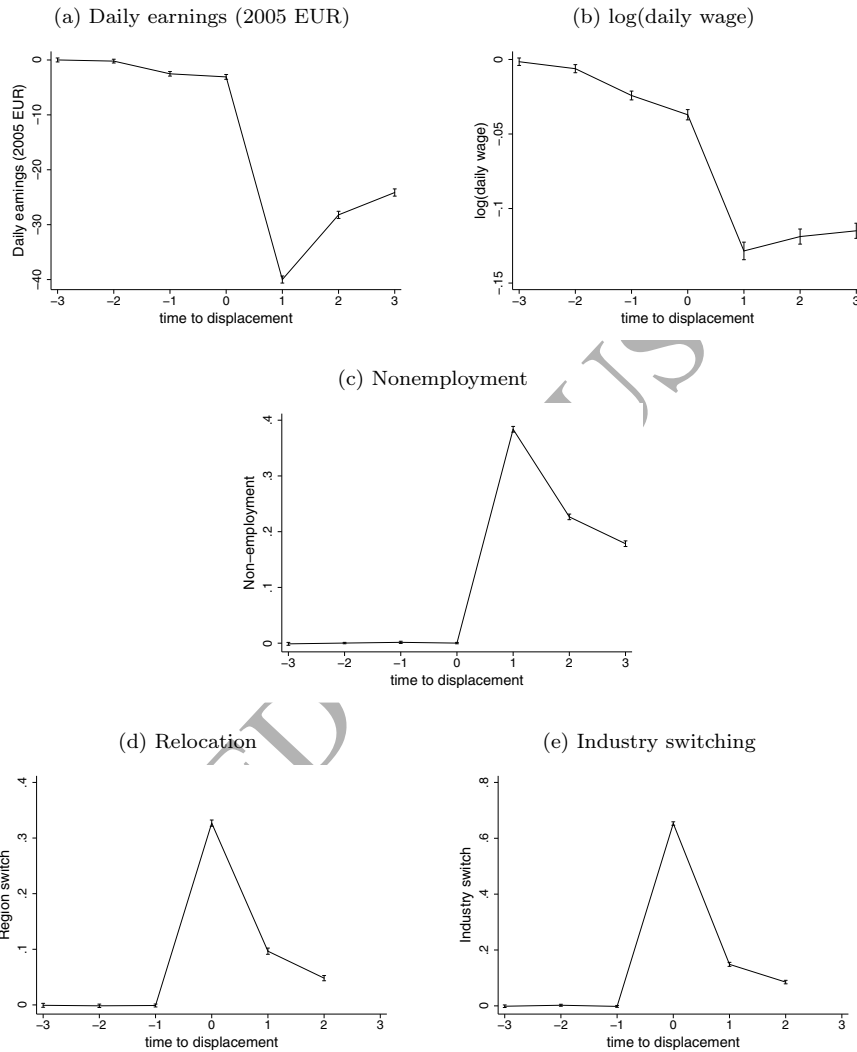 (a) Daily earnings (2005 EUR)
Daily earnings (2005 EUR)
0
−10
−20
−30
−40
−3 −2 −1 0 1 2 3
time to displacement
(b) log(daily wage)
log(daily wage)
0
−.05
−.1
−.15
−3 −2 −1 0 1 2 3
time to displacement
(c) Nonemployment
Non−employment
.4
.3
.2
.1
0
−3 −2 −1 0 1 2 3
time to displacement
(d) Relocation
Region switch
.4
.3
.2
.1
0
−3 −2 −1 0 1 2 3
time to displacement
(e) Industry switching
Industry switch
.8
.6
.4
.2
0
−3 −2 −1 0 1 2 3
time to displacement